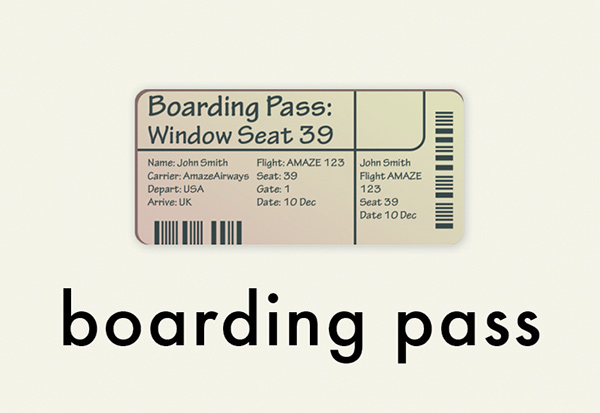 Boarding Pass:
Window Seat 39
Name: John Smith
Carrier: AmazeAirways
Depart: USA
Arrive: UK
Flight: AMAZE 123
Seat: 39
Gate: 1
Date: 10 Dec
John Smith
Flight AMAZE
123
Seat 39
Date 10 Dec
boarding pass